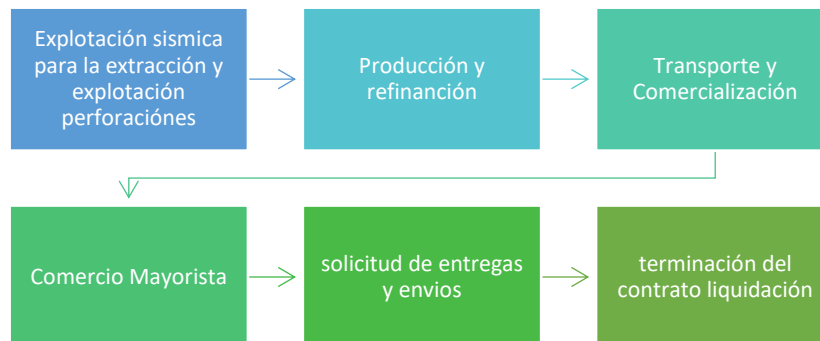 Explotación sismica
para la extracción y
explotación
perforaciónes
Producción y
refinanción
Transporte y
Comercialización
Comercio Mayorista
solicitud de entregas
y envios
terminación del
contrato liquidación